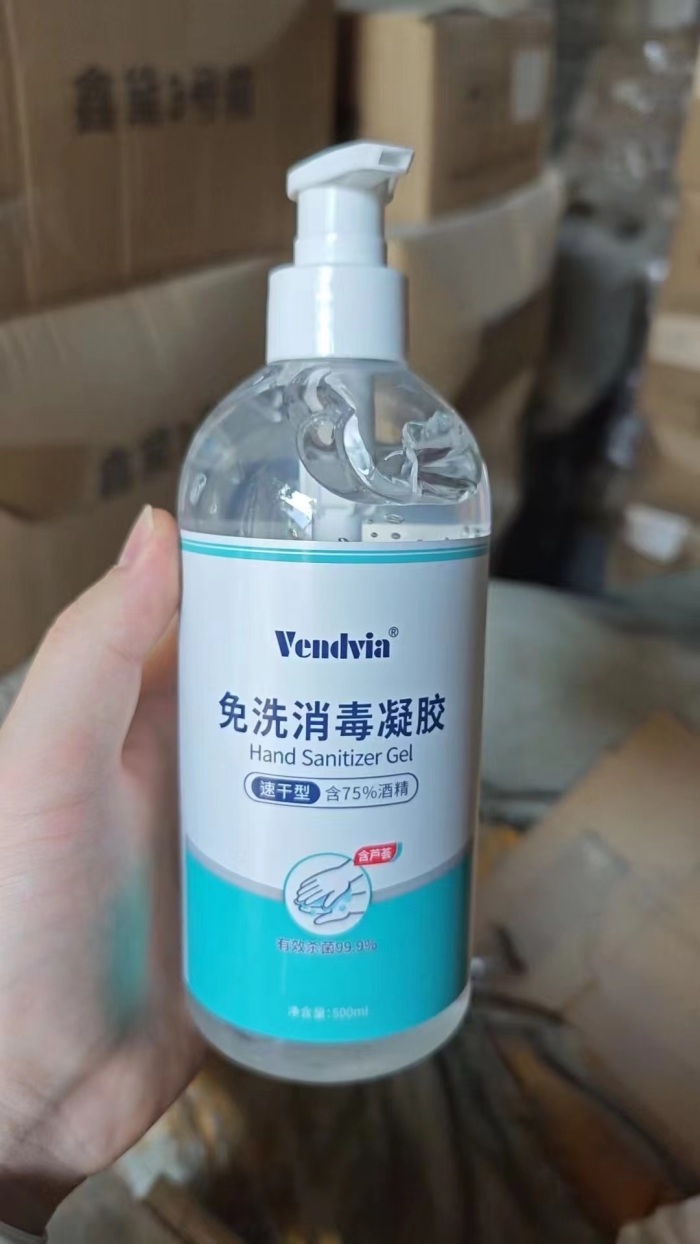 Vendvia®
免洗消毒凝胶
Hand Sanitizer Gel
速干型 含75%酒精
含芦荟
有效杀菌99.9%
净含量:500ml